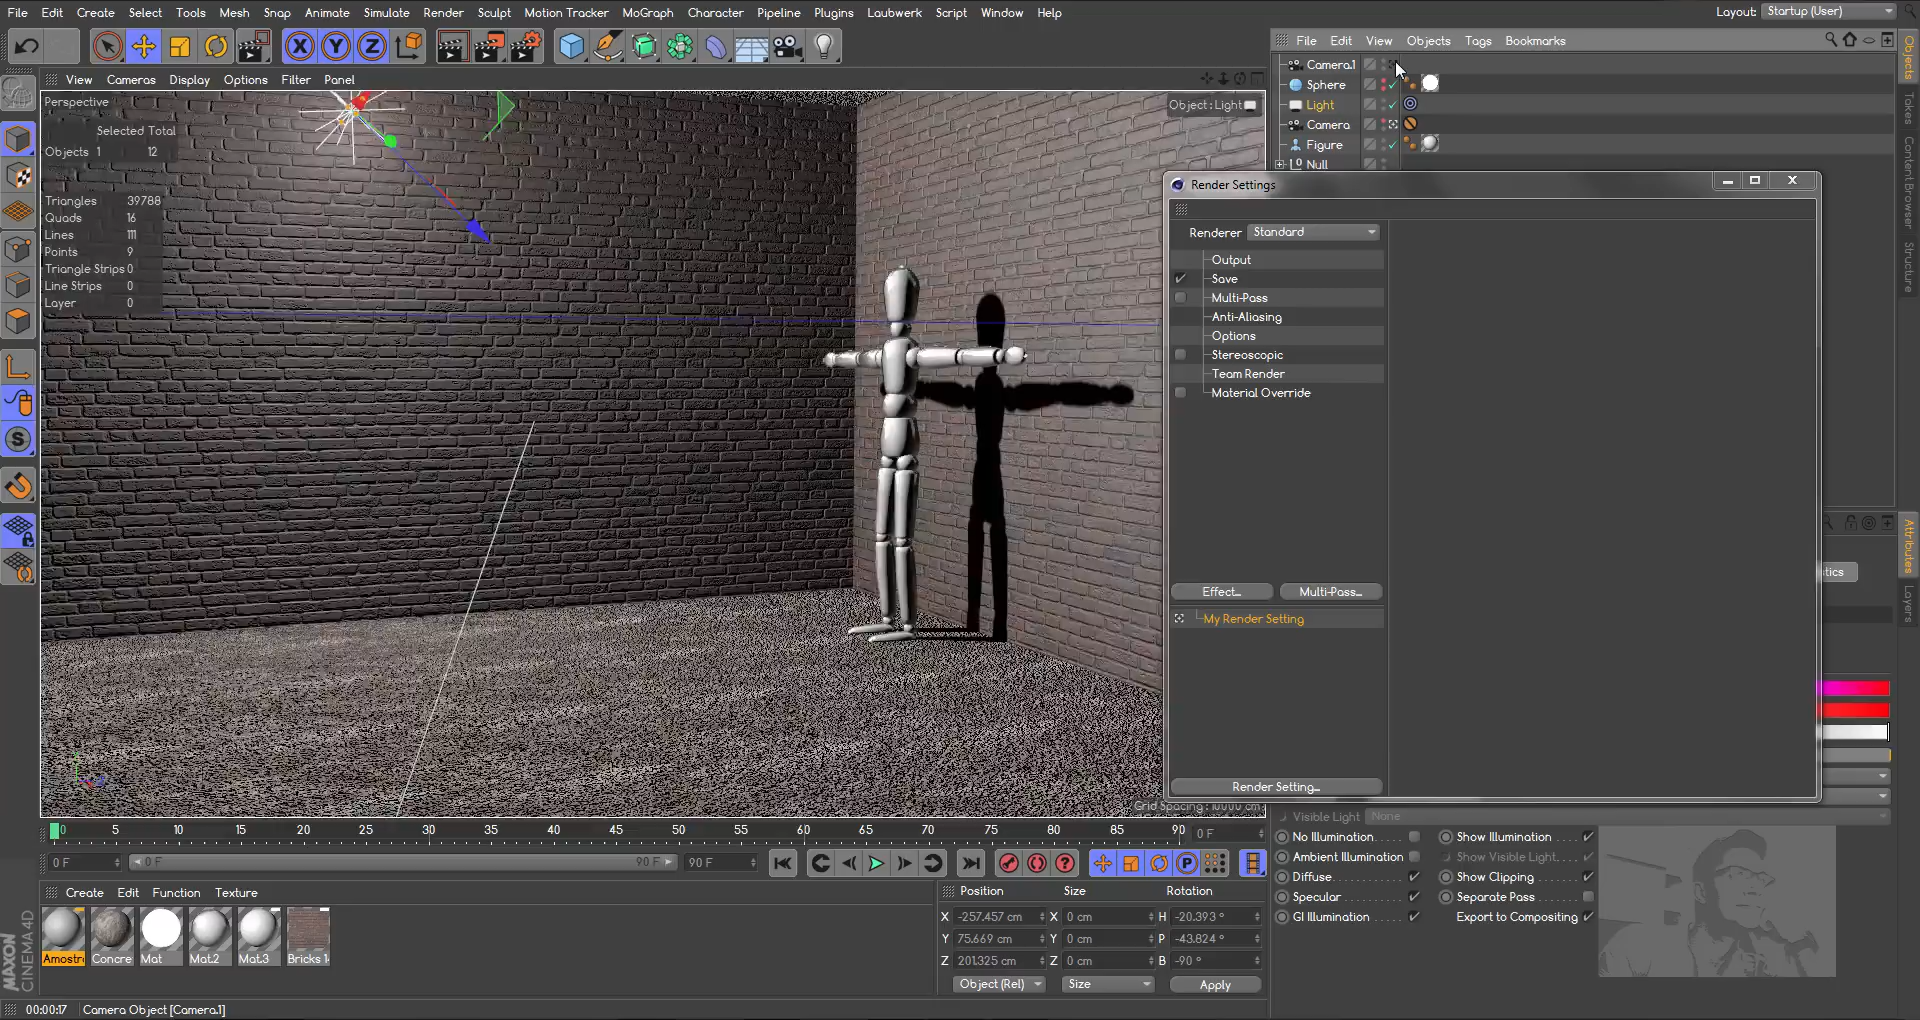 File Edit Create Select Tools Mesh Snap Animate Simulate Render Sculpt Motion Tracker MoGraph Character Pipeline Plugins Laubwerk Script Window Help
Layout: Startup (User)
File Edit View Objects Tags Bookmarks
Camera.1
Sphere
Light
Camera
Figure
Null
View Cameras Display Options Filter Panel
Perspective
Object : Light
Selected Total
Objects 1 12
Triangles 39788
Quads 16
Lines 111
Points 9
Triangle Strips 0
Line Strips 0
Layer 0
Render Settings
Renderer Standard
Output
Save
Multi-Pass
Anti-Aliasing
Options
Stereoscopic
Team Render
Material Override
Effect... Multi-Pass...
My Render Setting
Render Setting...
Objects
Takes
Content Browser
Structure
Attributes
Layers
tics
Grid Spacing : 10000 cm
0 5 10 15 20 25 30 35 40 45 50 55 60 65 70 75 80 85 90 0 F
0 F 0 F 90 F 90 F
Visible Light None
No Illumination
Show Illumination
Ambient Illumination
Show Visible Light
Diffuse
Show Clipping
Specular
Separate Pass
GI Illumination
Export to Compositing
Create Edit Function Texture
Amostr Concre Mat Mat.2 Mat.3 Bricks 1
Position Size Rotation
X -257.457 cm X 0 cm H -20.393 °
Y 75.669 cm Y 0 cm P -43.824 °
Z 201.325 cm Z 0 cm B -90 °
Object (Rel) Size Apply
MAXON
CINEMA 4D
00:00:17 Camera Object [Camera.1]